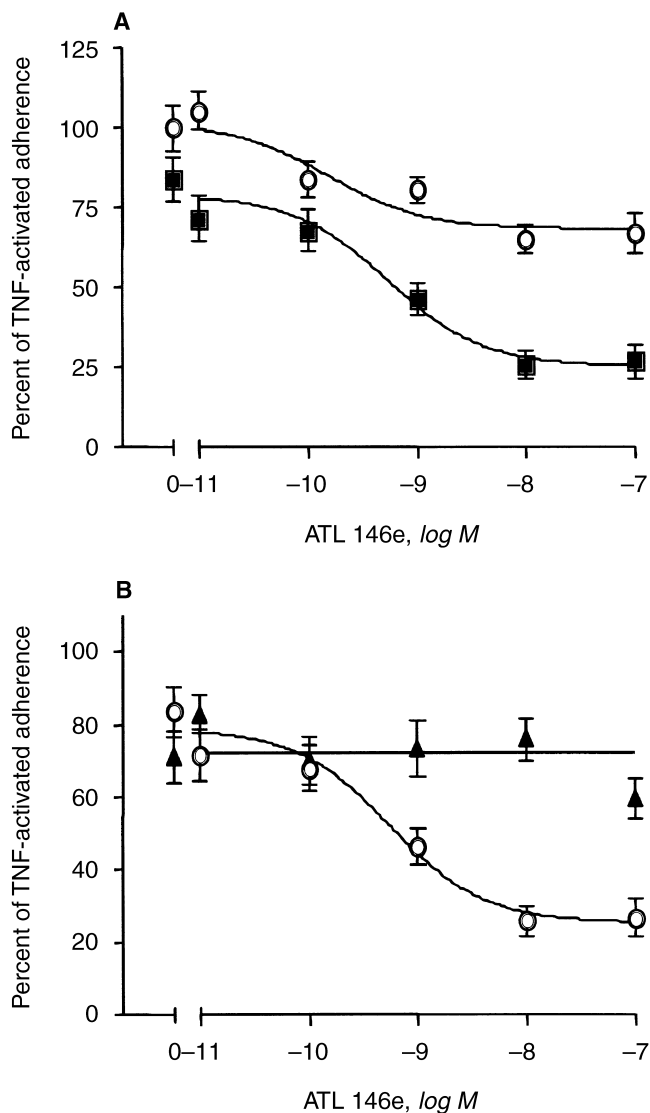 A
125
100
75
50
25
0
Percent of TNF-activated adherence
0–11 –10 –9 –8 –7
ATL 146e, log M
B
100
80
60
40
20
0
Percent of TNF-activated adherence
0–11 –10 –9 –8 –7
ATL 146e, log M